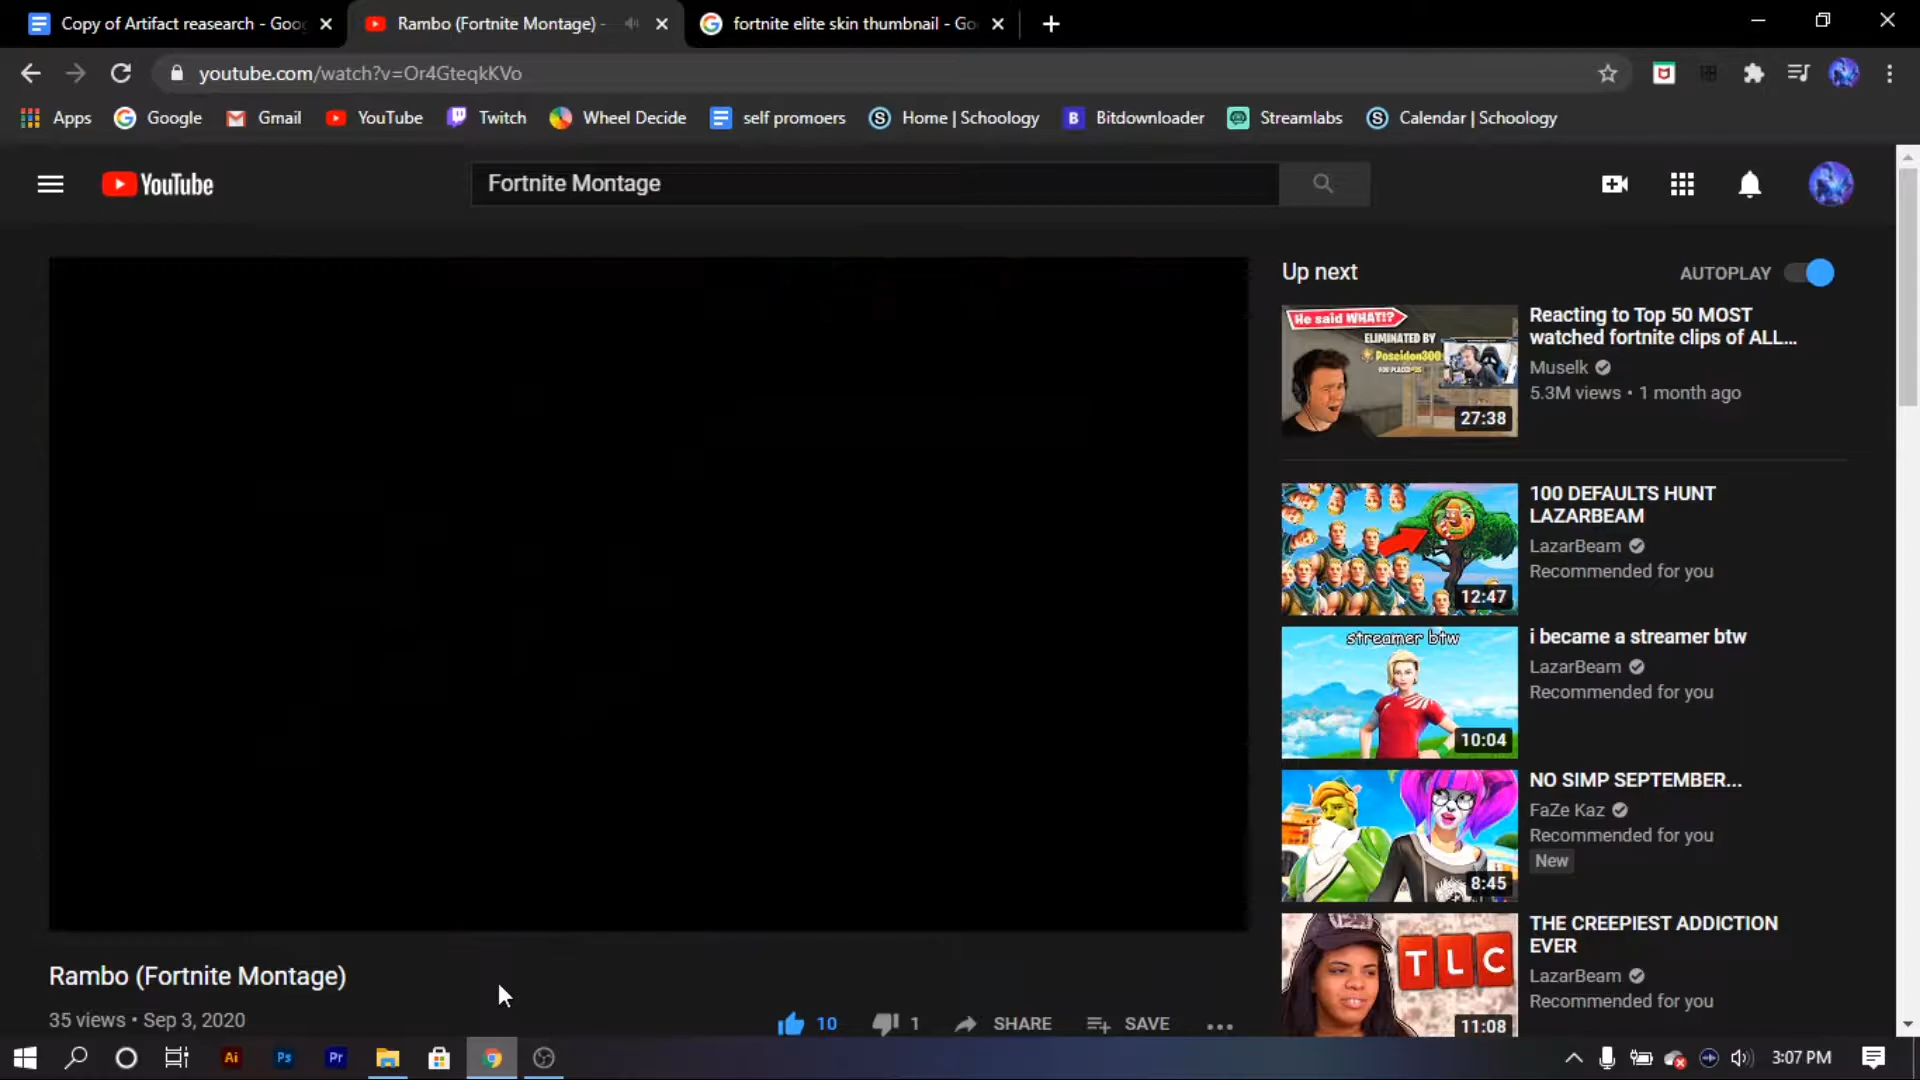 Copy of Artifact reasearch - Goo
Rambo (Fortnite Montage) -
fortnite elite skin thumbnail - Go
youtube.com/watch?v=Or4GteqkKVo
Apps
Google
Gmail
YouTube
Twitch
Wheel Decide
self promoers
Home | Schoology
Bitdownloader
Streamlabs
Calendar | Schoology
YouTube
Fortnite Montage
Up next
AUTOPLAY
He said WHAT!?
ELIMINATED BY
Poseidon300
27:38
Reacting to Top 50 MOST
watched fortnite clips of ALL...
Muselk
5.3M views • 1 month ago
12:47
100 DEFAULTS HUNT
LAZARBEAM
LazarBeam
Recommended for you
streamer btw
10:04
i became a streamer btw
LazarBeam
Recommended for you
8:45
NO SIMP SEPTEMBER...
FaZe Kaz
Recommended for you
New
TLC
11:08
THE CREEPIEST ADDICTION
EVER
LazarBeam
Recommended for you
Rambo (Fortnite Montage)
35 views • Sep 3, 2020
10
1
SHARE
SAVE
Ai
Ps
Pr
3:07 PM